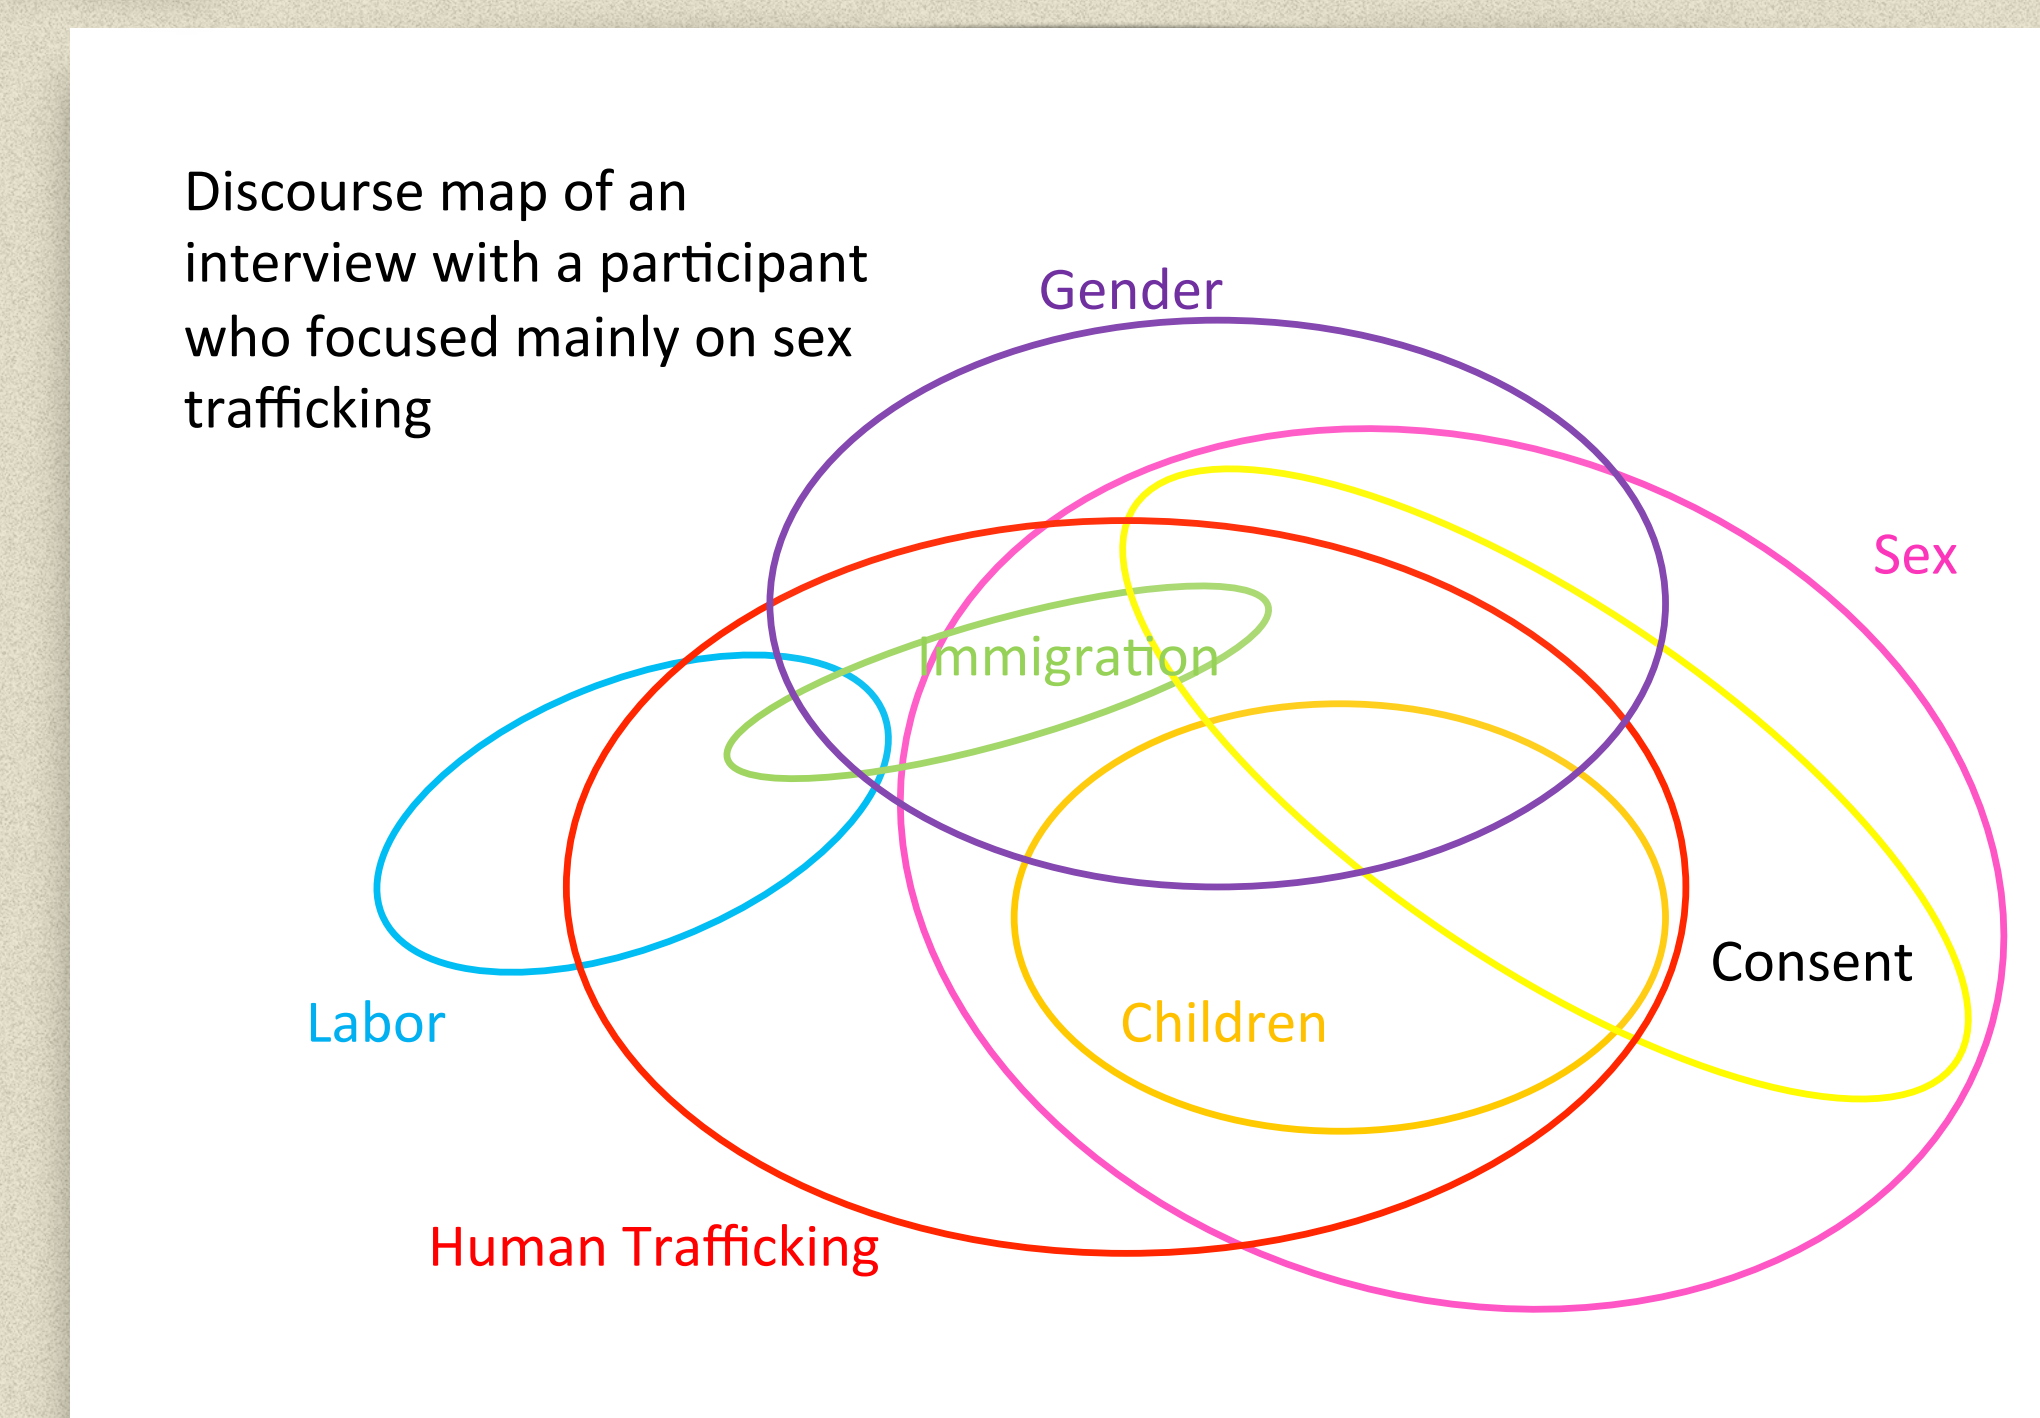 Discourse map of an
interview with a participant
who focused mainly on sex
trafficking
Gender
Sex
Immigration
Consent
Labor
Children
Human Trafficking